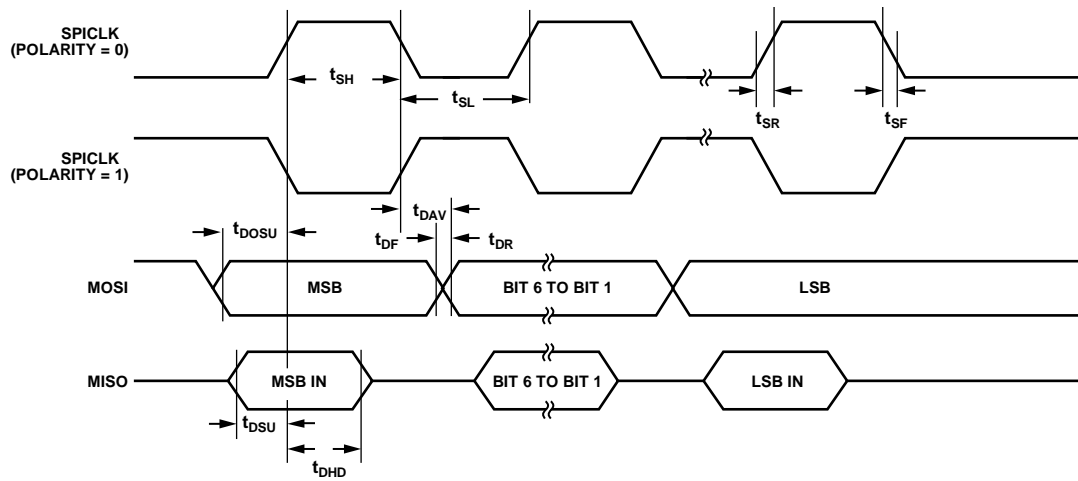 SPICLK
(POLARITY = 0)
tSH
tSL
tSR
tSF
SPICLK
(POLARITY = 1)
tDAV
tDOSU
tDF
tDR
MOSI
MSB
BIT 6 TO BIT 1
LSB
MISO
MSB IN
BIT 6 TO BIT 1
LSB IN
tDSU
tDHD